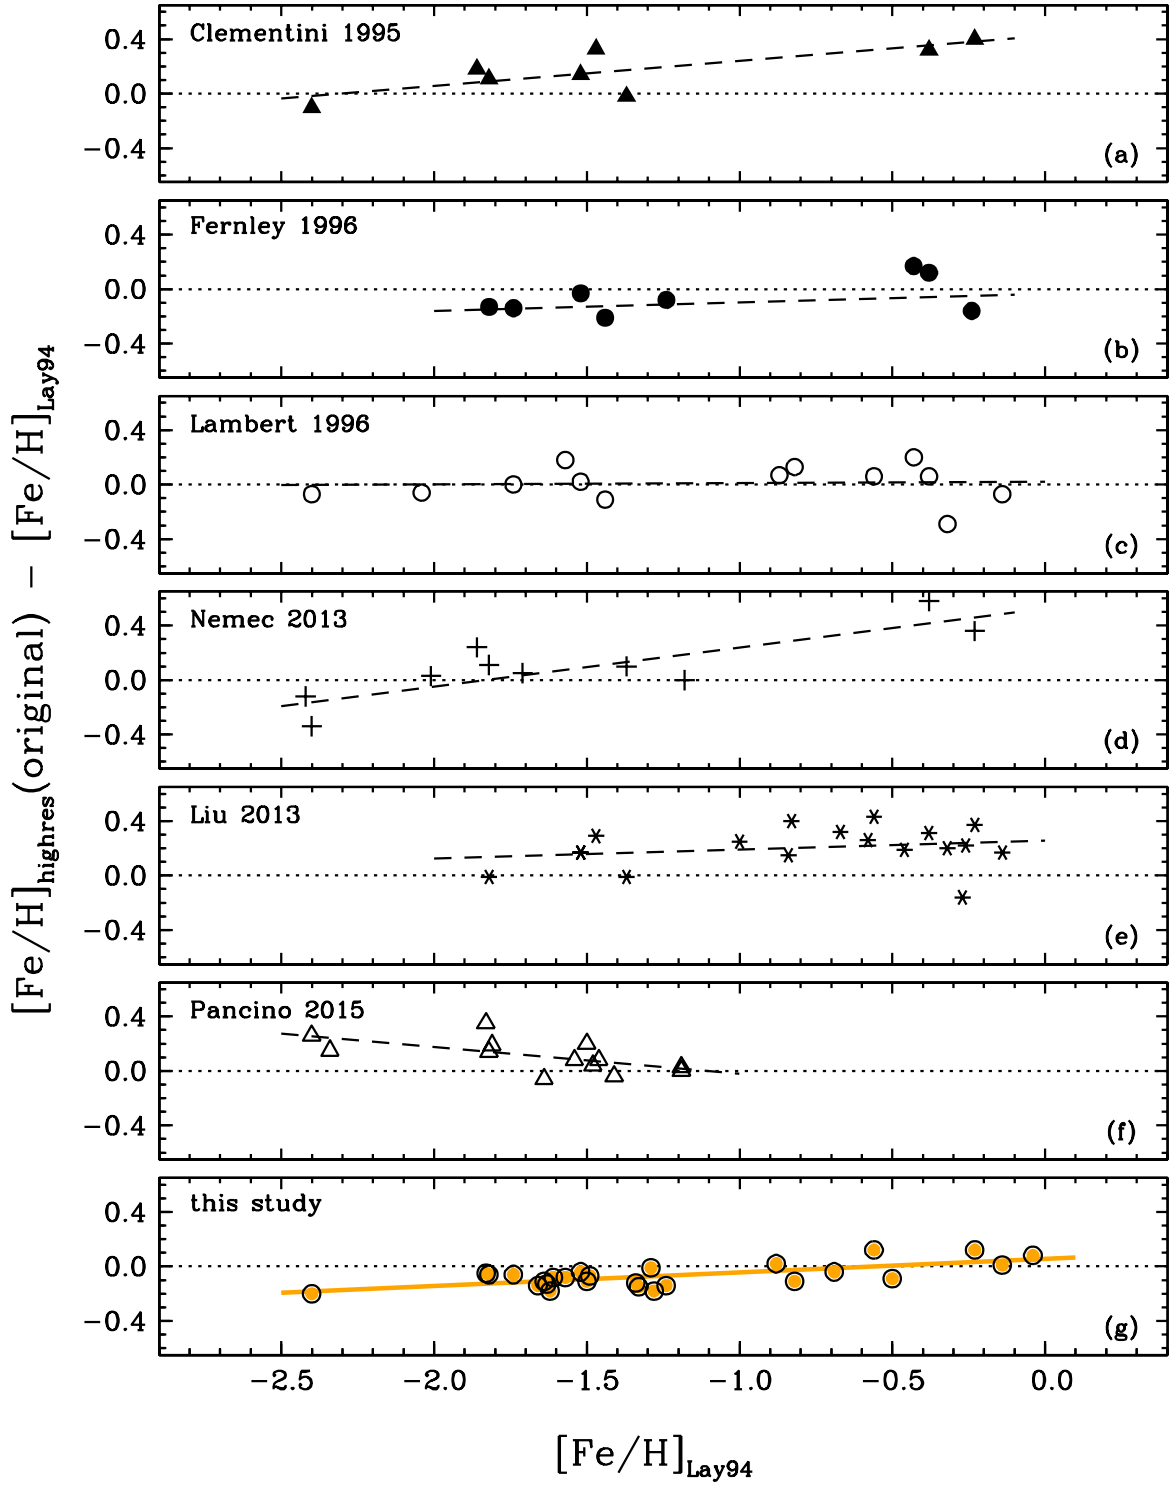 [Fe/H]highres(original) − [Fe/H]Lay94
Clementini 1995
0.4
0.0
−0.4
(a)
Fernley 1996
0.4
0.0
−0.4
(b)
Lambert 1996
0.4
0.0
−0.4
(c)
Nemec 2013
0.4
0.0
−0.4
(d)
Liu 2013
0.4
0.0
−0.4
(e)
Pancino 2015
0.4
0.0
−0.4
(f)
this study
0.4
0.0
−0.4
(g)
−2.5 −2.0 −1.5 −1.0 −0.5 0.0
[Fe/H]Lay94